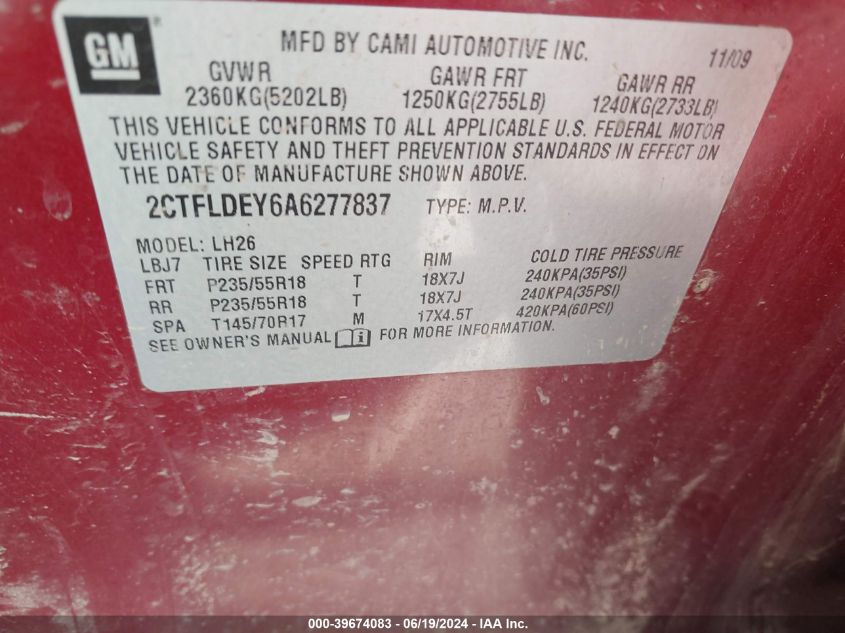 GM ®
MFD BY CAMI AUTOMOTIVE INC. 11/09
GVWR GAWR FRT GAWR RR
2360KG(5202LB) 1250KG(2755LB) 1240KG(2733LB)
THIS VEHICLE CONFORMS TO ALL APPLICABLE U.S. FEDERAL MOTOR
VEHICLE SAFETY AND THEFT PREVENTION STANDARDS IN EFFECT ON
THE DATE OF MANUFACTURE SHOWN ABOVE.
2CTFLDEY6A6277837 TYPE: M.P.V.
MODEL: LH26
LBJ7 TIRE SIZE SPEED RTG RIM COLD TIRE PRESSURE
FRT P235/55R18 T 18X7J 240KPA(35PSI)
RR P235/55R18 T 18X7J 240KPA(35PSI)
SPA T145/70R17 M 17X4.5T 420KPA(60PSI)
SEE OWNER'S MANUAL FOR MORE INFORMATION.
000-39674083 - 06/19/2024 - IAA Inc.